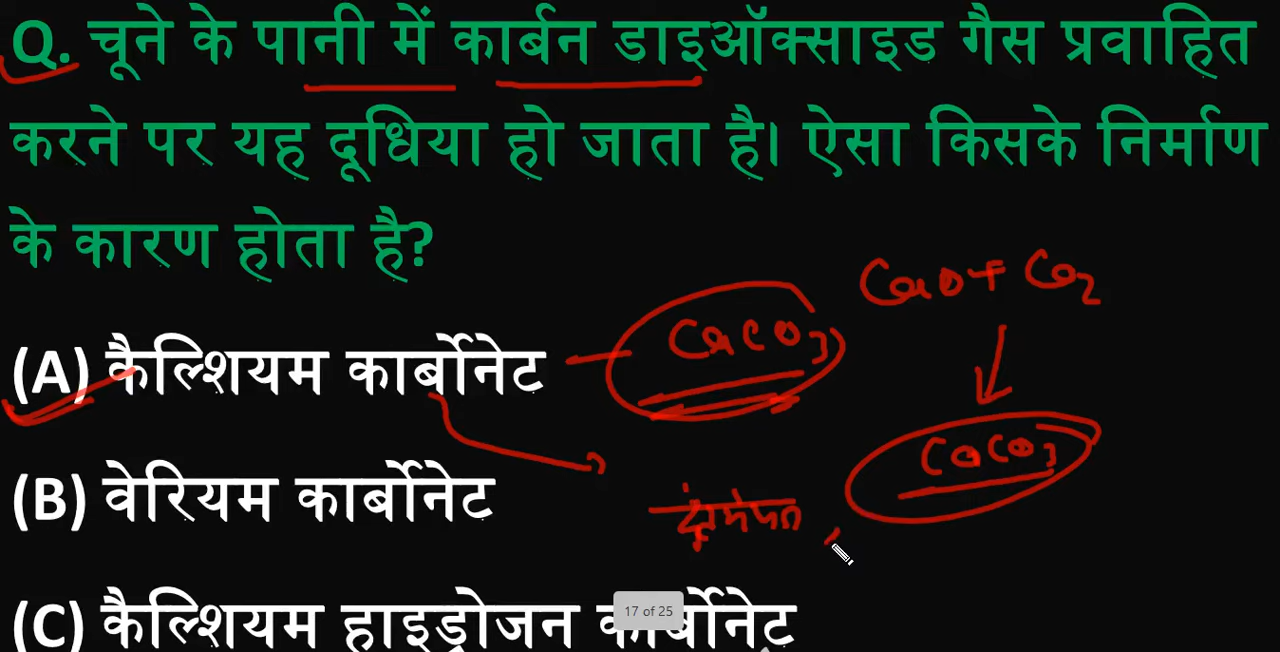 Q. चूने के पानी में कार्बन डाइऑक्साइड गैस प्रवाहित
करने पर यह दूधिया हो जाता है। ऐसा किसके निर्माण
के कारण होता है?
CaO + CO2
(A) कैल्शियम कार्बोनेट
CaCO3
CaCO3
(B) वेरियम कार्बोनेट
(C) कैल्शियम हाइड्रोजन कार्बोनेट
17 of 25